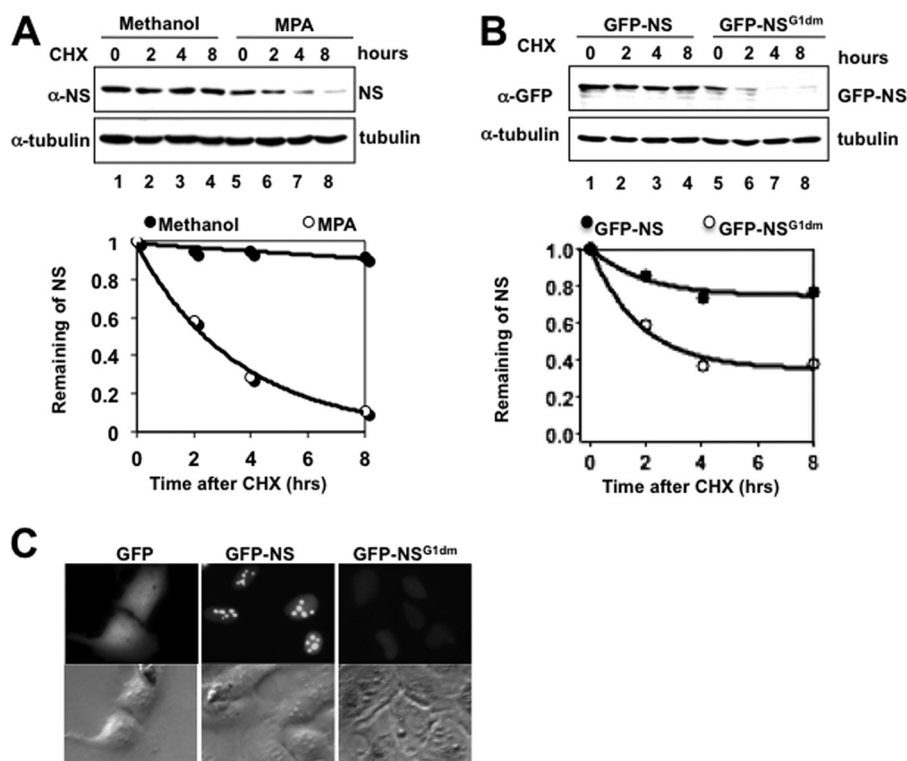 A
Methanol MPA
CHX 0 2 4 8 0 2 4 8 hours
α-NS NS
α-tubulin tubulin
1 2 3 4 5 6 7 8
Methanol MPA
Remaining of NS
1
0.8
0.6
0.4
0.2
0
0 2 4 6 8
Time after CHX (hrs)
B
GFP-NS GFP-NS^G1dm
CHX 0 2 4 8 0 2 4 8 hours
α-GFP GFP-NS
α-tubulin tubulin
1 2 3 4 5 6 7 8
GFP-NS GFP-NS^G1dm
Remaining of NS
1.0
0.8
0.6
0.4
0.2
0.0
0 2 4 6 8
Time after CHX (hrs)
C
GFP GFP-NS GFP-NS^G1dm